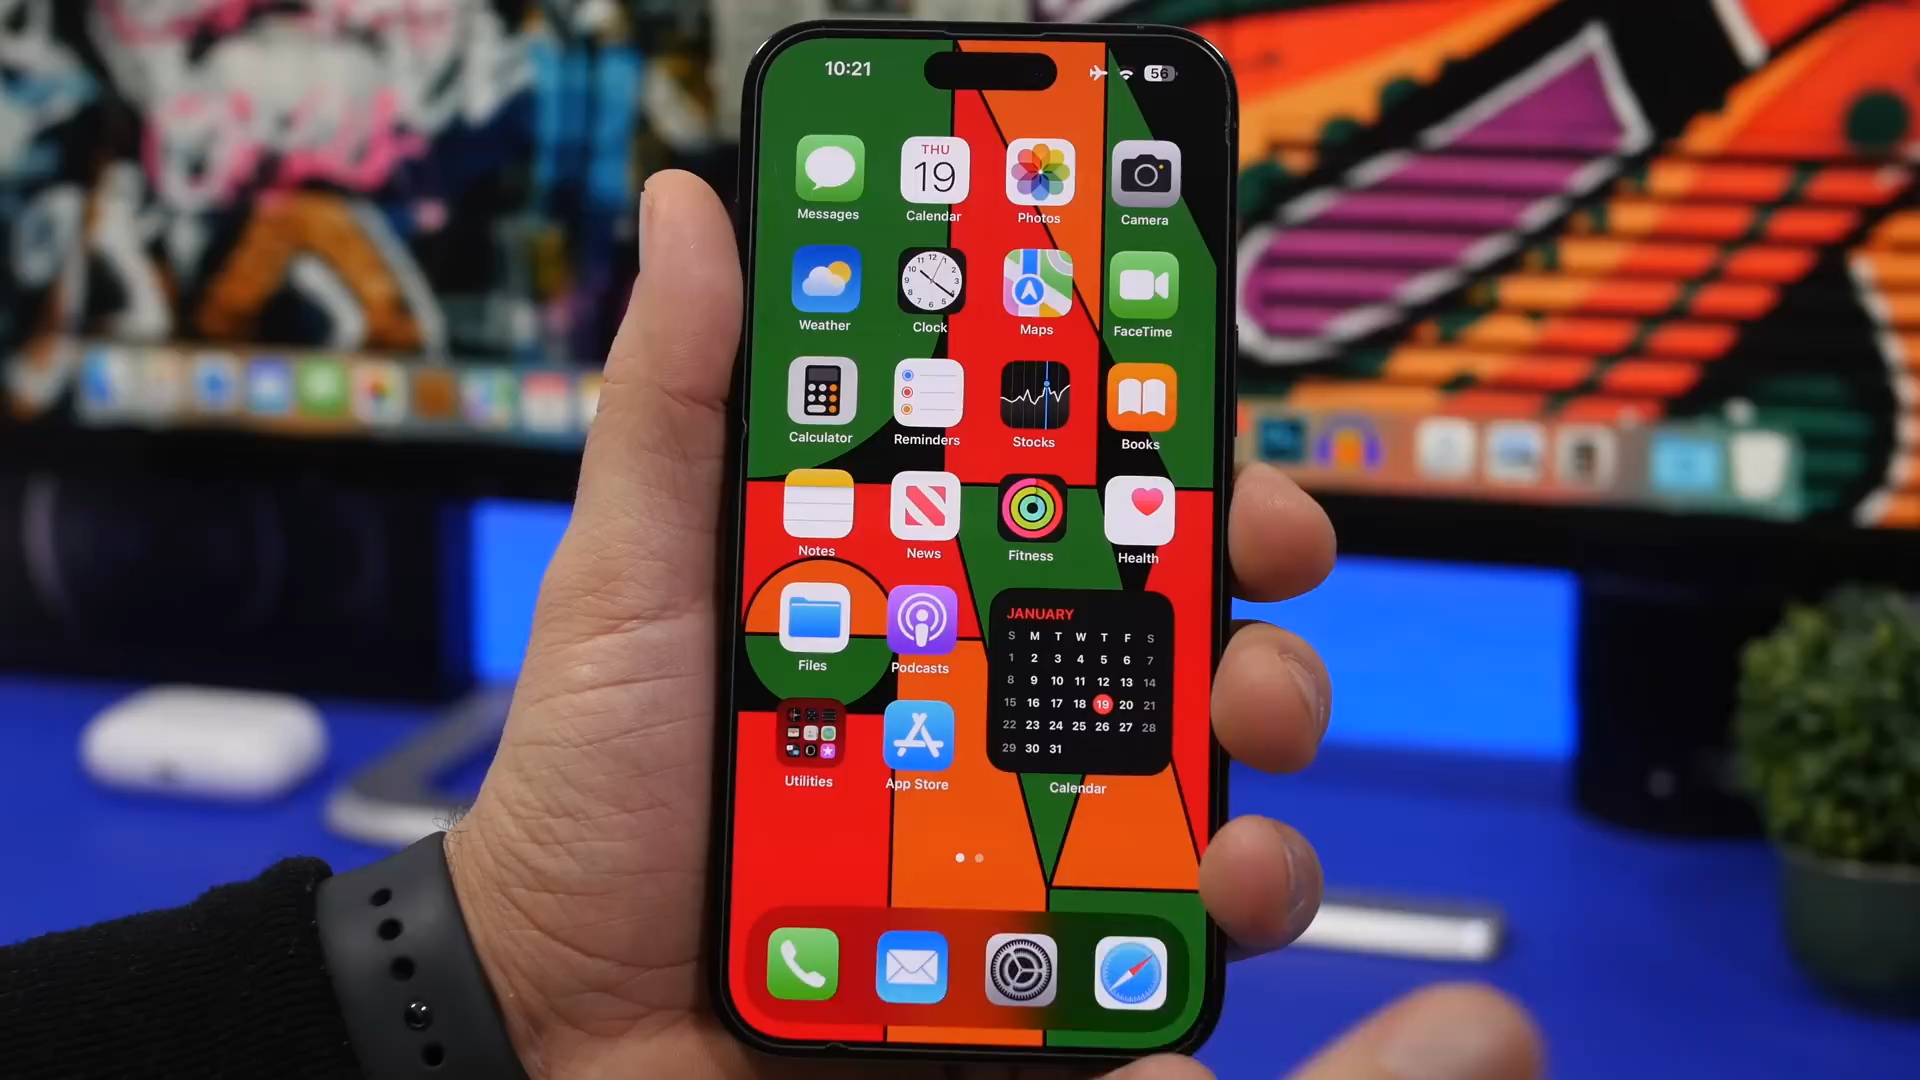 10:21
56
THU
19
Messages
Calendar
Photos
Camera
Weather
Clock
Maps
FaceTime
Calculator
Reminders
Stocks
Books
Notes
News
Fitness
Health
Files
Podcasts
JANUARY
S M T W T F S
1 2 3 4 5 6 7
8 9 10 11 12 13 14
15 16 17 18 19 20 21
22 23 24 25 26 27 28
29 30 31
Utilities
App Store
Calendar